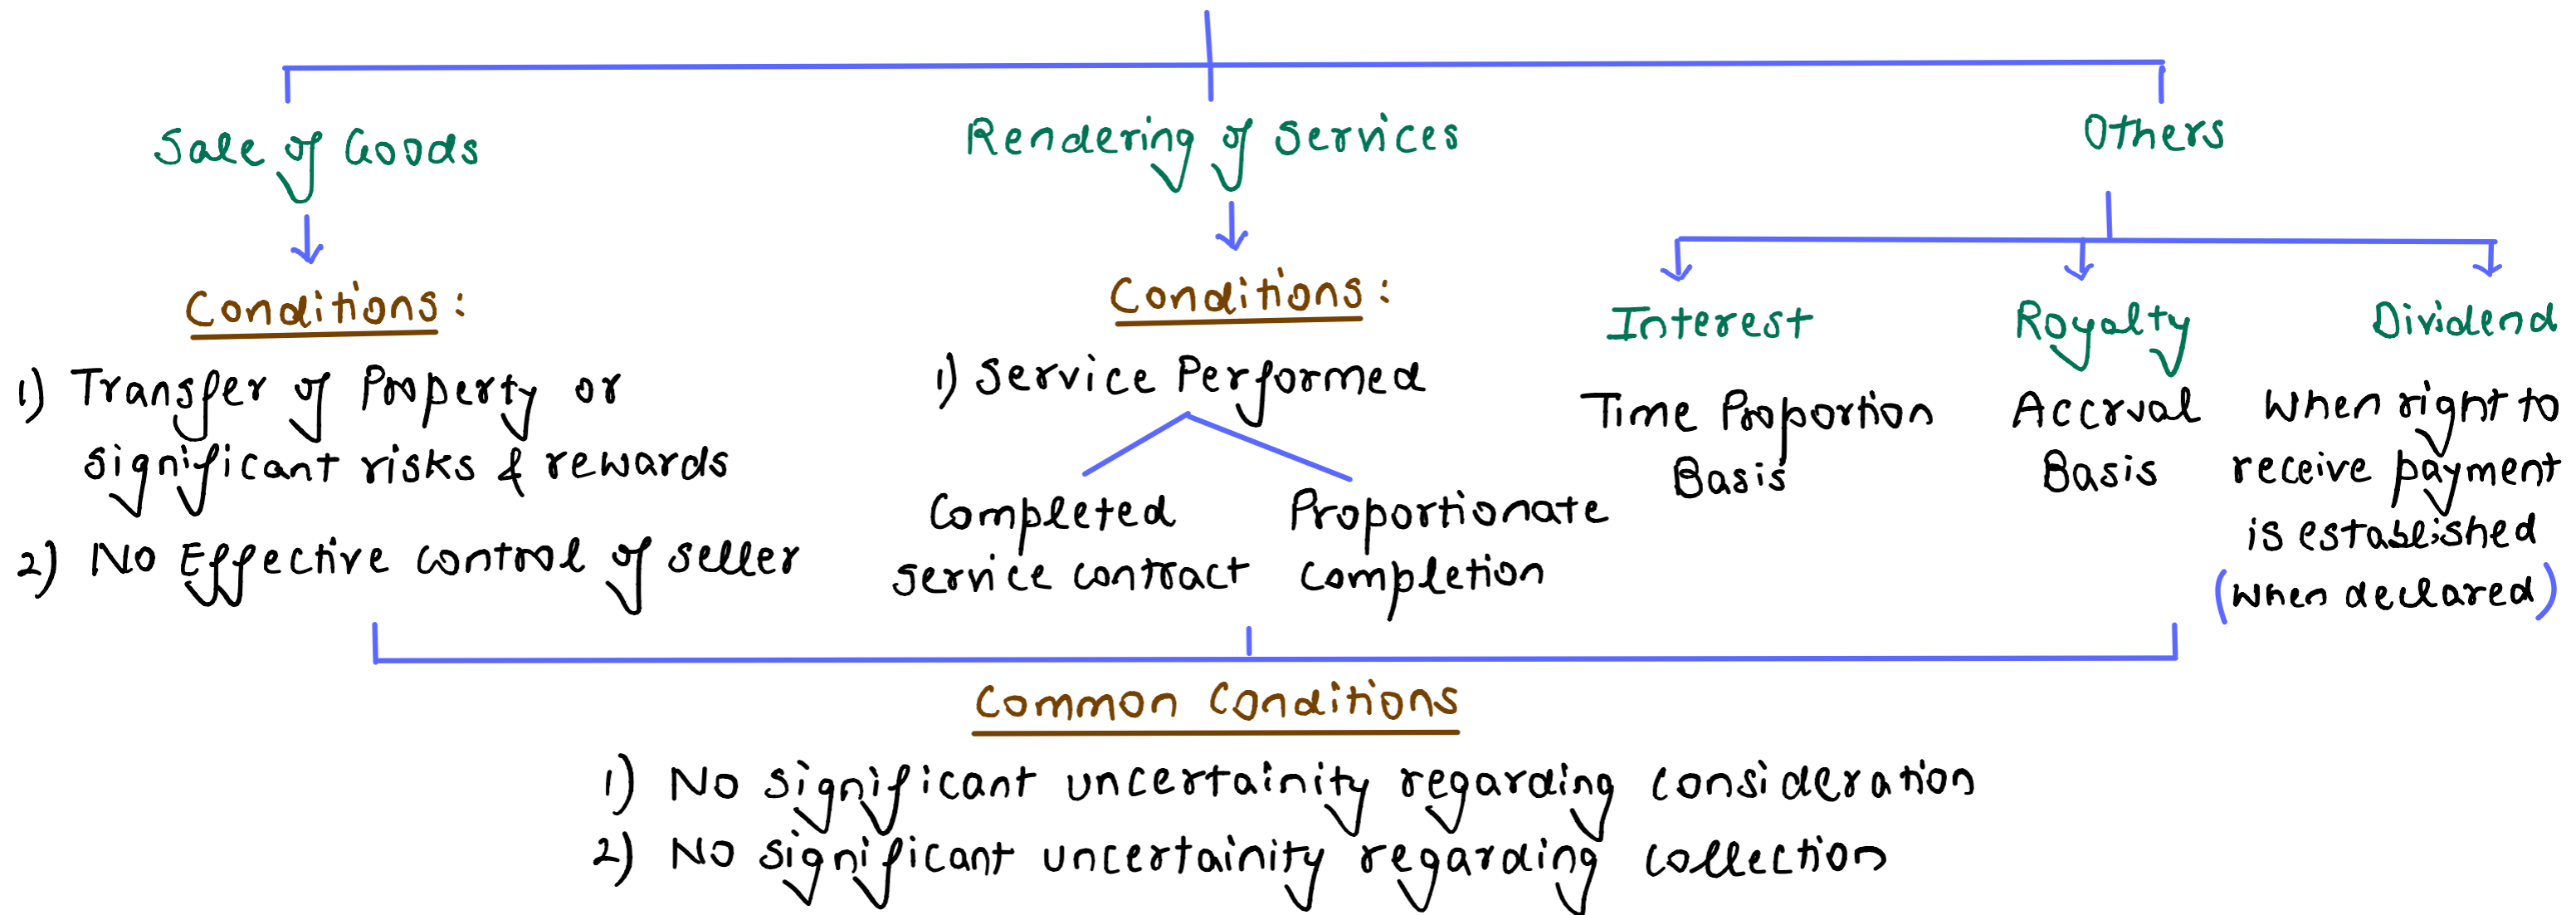 Sale of Goods
Rendering of Services
Others
Conditions:
1) Transfer of Property or
significant risks & rewards
2) No Effective control of seller
Conditions:
1) Service Performed
Completed
service contract
Proportionate
completion
Interest
Time Proportion
Basis
Royalty
Accrual
Basis
Dividend
When right to
receive payment
is established
(when declared)
Common Conditions
1) No significant uncertainity regarding consideration
2) No significant uncertainity regarding collection